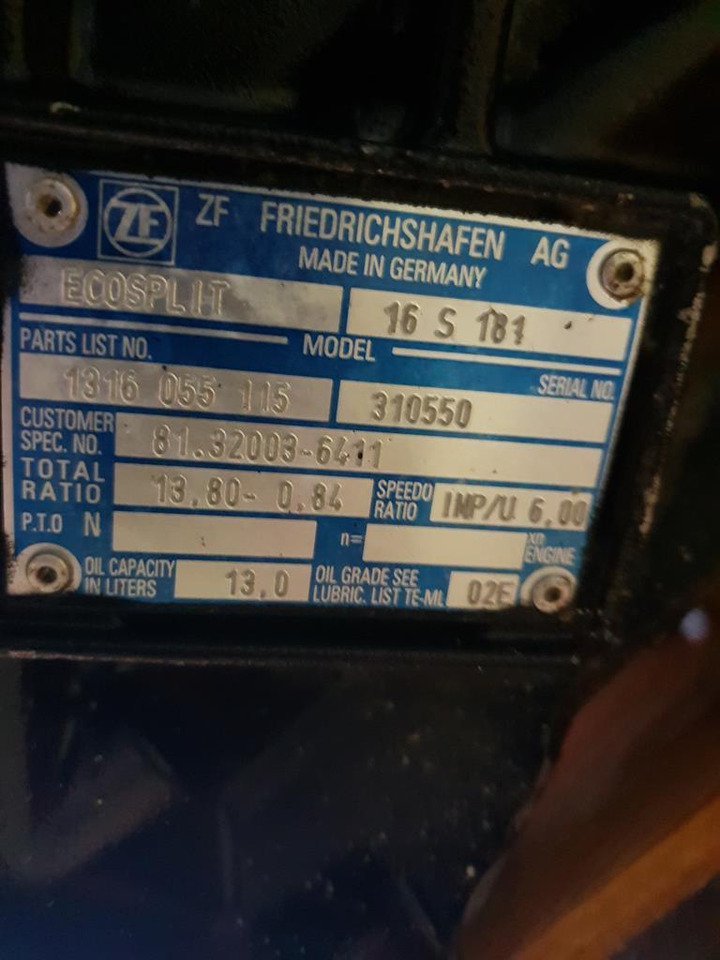 ZF ZF FRIEDRICHSHAFEN AG
MADE IN GERMANY
ECOSPLIT 16 S 181
PARTS LIST NO. MODEL SERIAL NO.
1316 055 115 310550
CUSTOMER SPEC. NO. 81.32003-6411
TOTAL RATIO 13,80- 0,84 SPEEDO RATIO IMP/U 6,00
P.T.O N n= xn ENGINE
OIL CAPACITY IN LITERS 13,0 OIL GRADE SEE LUBRIC. LIST TE-ML 02E